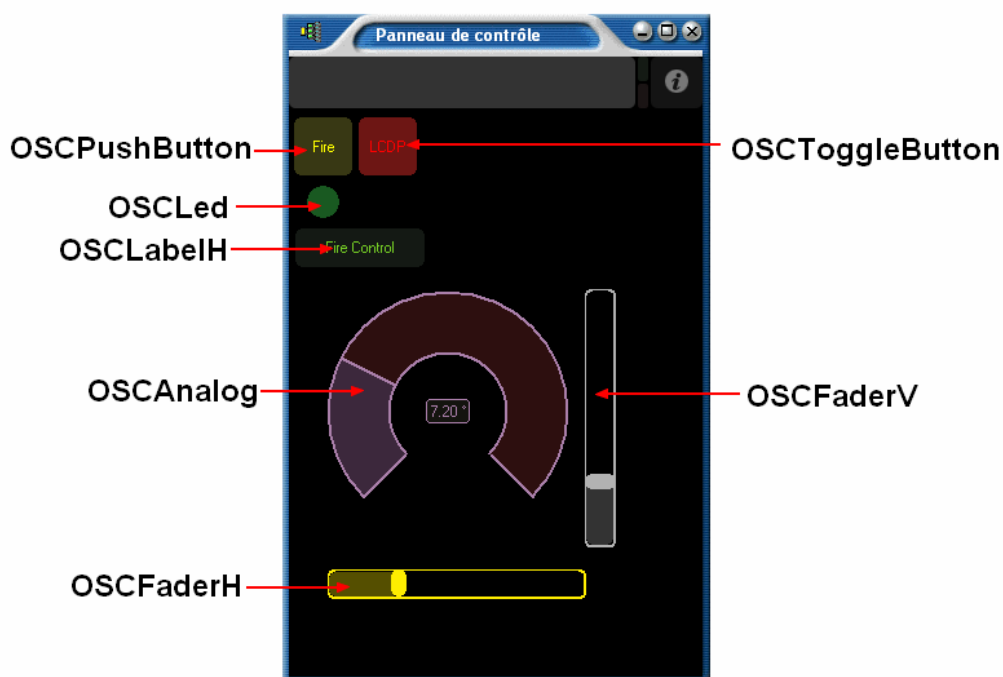 Panneau de contrôle
i
OSCPushButton
Fire
LCDP
OSCToggleButton
OSCLed
OSCLabelH
Fire Control
OSCAnalog
7.20 °
OSCFaderV
OSCFaderH